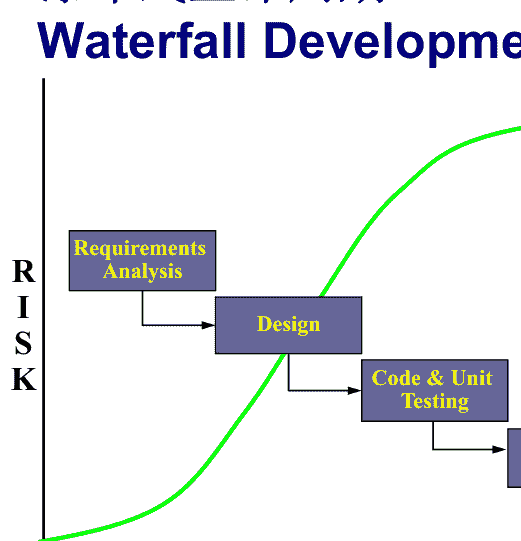 Waterfall Developme
Requirements
Analysis
R
I
S
K
Design
Code & Unit
Testing